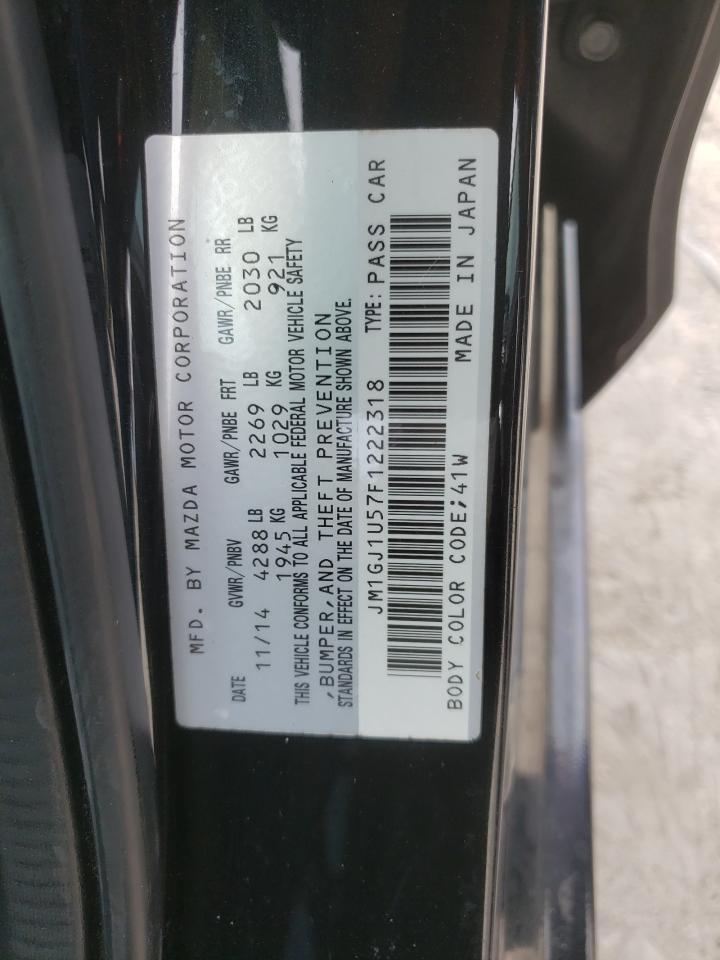 MFD. BY MAZDA MOTOR CORPORATION
DATE GVWR/PNBV GAWR/PNBE FRT GAWR/PNBE RR
11/14 4288 LB 2269 LB 2030 LB
1945 KG 1029 KG 921 KG
THIS VEHICLE CONFORMS TO ALL APPLICABLE FEDERAL MOTOR VEHICLE SAFETY
,BUMPER,AND THEFT PREVENTION
STANDARDS IN EFFECT ON THE DATE OF MANUFACTURE SHOWN ABOVE.
JM1GJ1U57F1222318 TYPE: PASS CAR
BODY COLOR CODE;41W MADE IN JAPAN